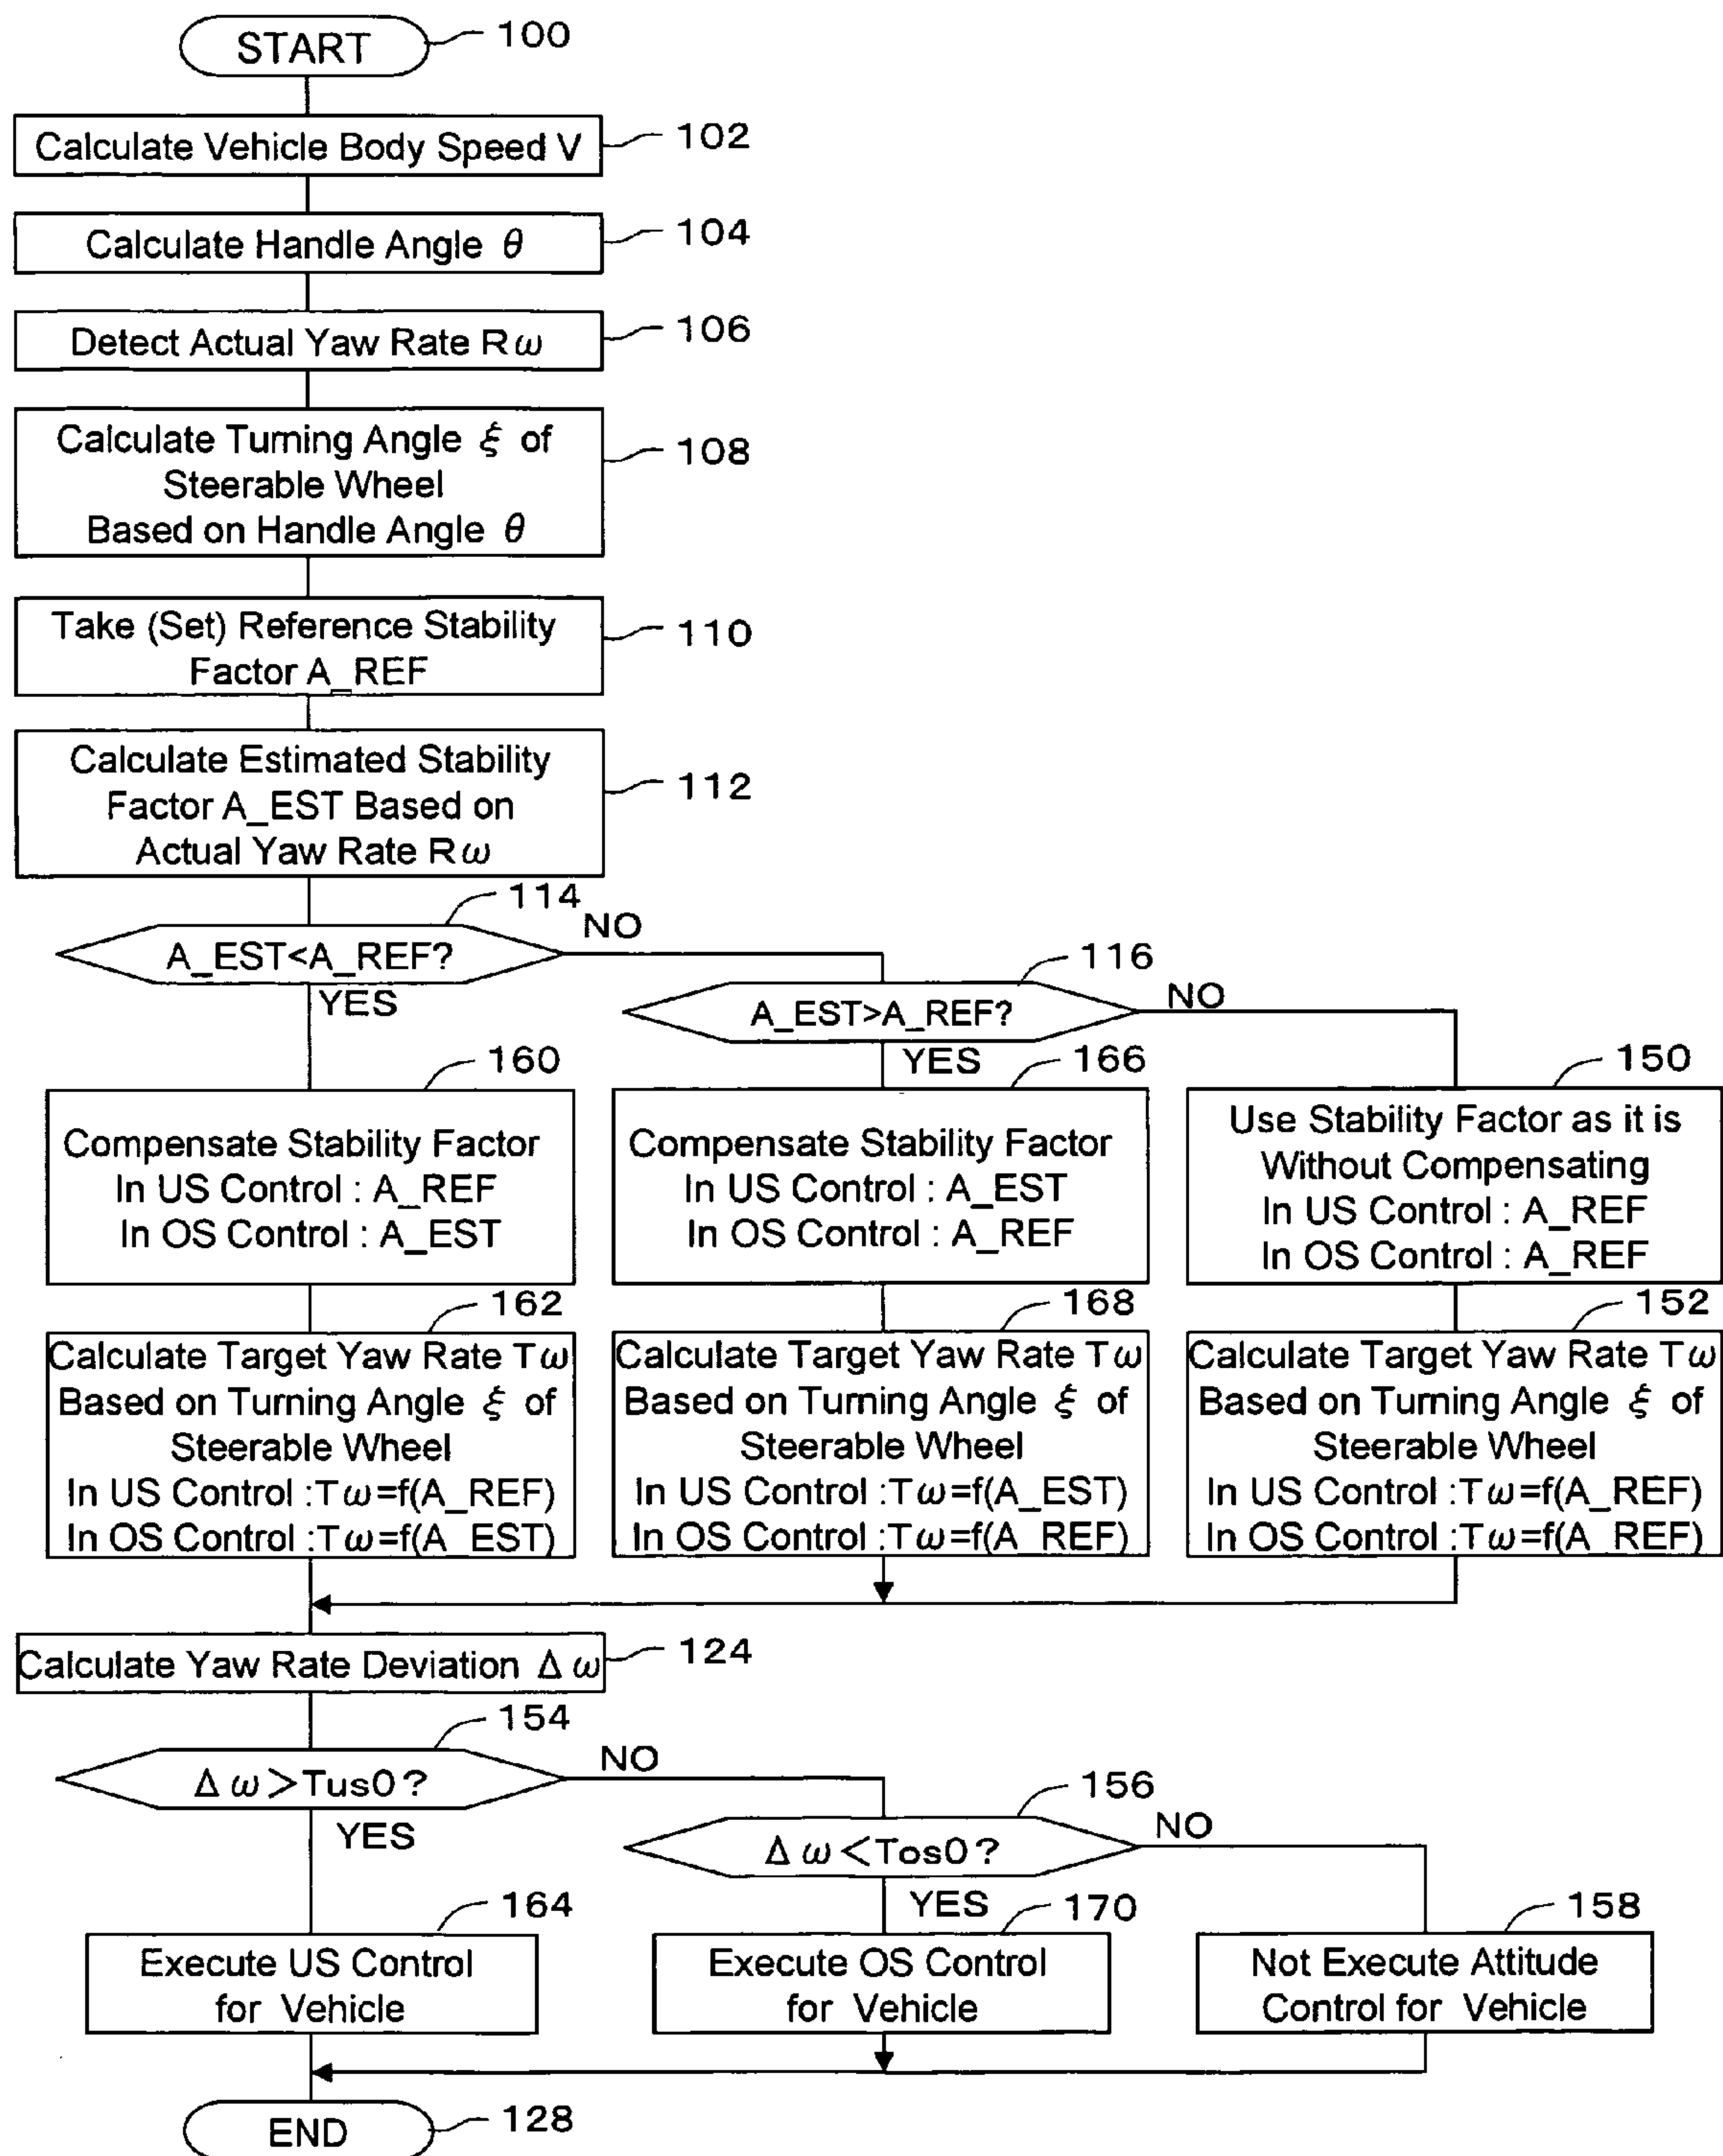 START
100
Calculate Vehicle Body Speed V
102
Calculate Handle Angle θ
104
Detect Actual Yaw Rate Rω
106
Calculate Turning Angle ξ of
Steerable Wheel
Based on Handle Angle θ
108
Take (Set) Reference Stability
Factor A_REF
110
Calculate Estimated Stability
Factor A_EST Based on
Actual Yaw Rate Rω
112
114
A_EST<A_REF?
NO
YES
116
A_EST>A_REF?
NO
YES
160
Compensate Stability Factor
In US Control : A_REF
In OS Control : A_EST
166
Compensate Stability Factor
In US Control : A_EST
In OS Control : A_REF
150
Use Stability Factor as it is
Without Compensating
In US Control : A_REF
In OS Control : A_REF
162
Calculate Target Yaw Rate Tω
Based on Turning Angle ξ of
Steerable Wheel
In US Control :Tω=f(A_REF)
In OS Control :Tω=f(A_EST)
168
Calculate Target Yaw Rate Tω
Based on Turning Angle ξ of
Steerable Wheel
In US Control :Tω=f(A_EST)
In OS Control :Tω=f(A_REF)
152
Calculate Target Yaw Rate Tω
Based on Turning Angle ξ of
Steerable Wheel
In US Control :Tω=f(A_REF)
In OS Control :Tω=f(A_REF)
Calculate Yaw Rate Deviation Δω
124
154
Δω>Tus0?
NO
YES
156
Δω<Tos0?
NO
YES
164
Execute US Control
for Vehicle
170
Execute OS Control
for Vehicle
158
Not Execute Attitude
Control for Vehicle
END
128